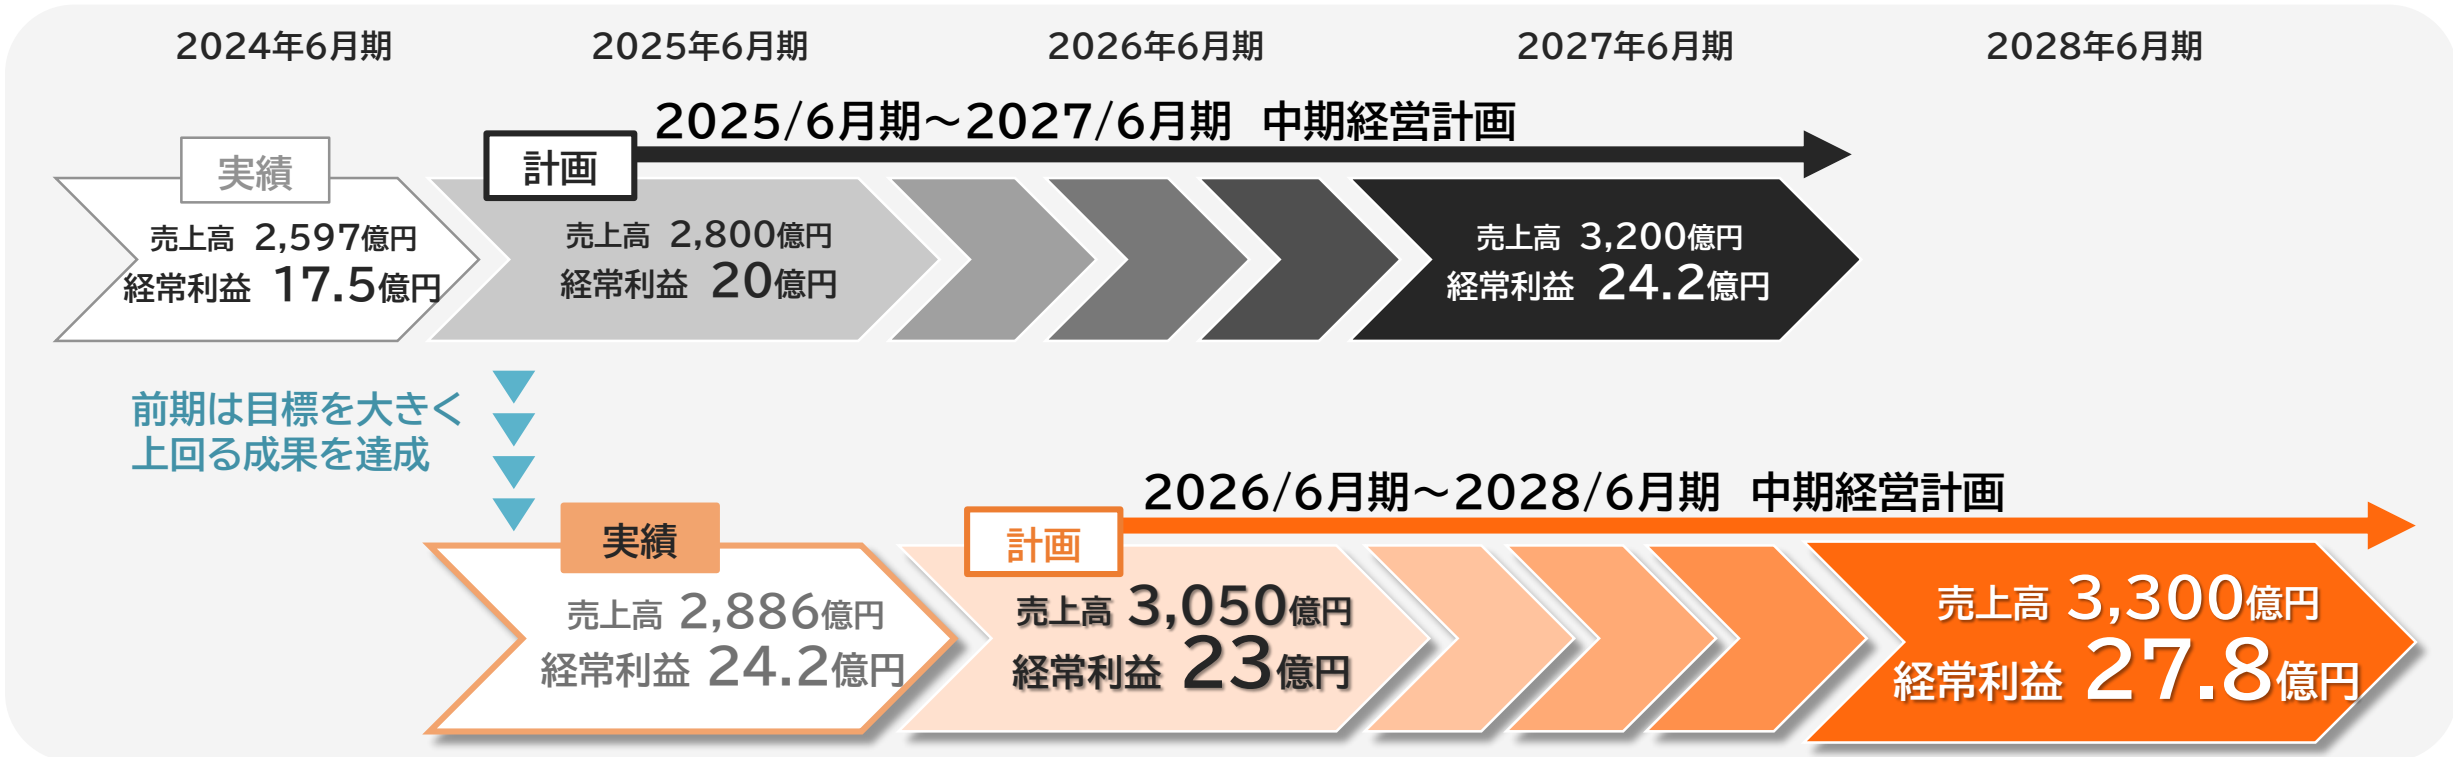 2024年6月期
2025年6月期
2026年6月期
2027年6月期
2028年6月期
2025/6月期～2027/6月期 中期経営計画
実績
売上高 2,597億円
経常利益 17.5億円
計画
売上高 2,800億円
経常利益 20億円
売上高 3,200億円
経常利益 24.2億円
前期は目標を大きく
上回る成果を達成
2026/6月期～2028/6月期 中期経営計画
実績
売上高 2,886億円
経常利益 24.2億円
計画
売上高 3,050億円
経常利益 23億円
売上高 3,300億円
経常利益 27.8億円